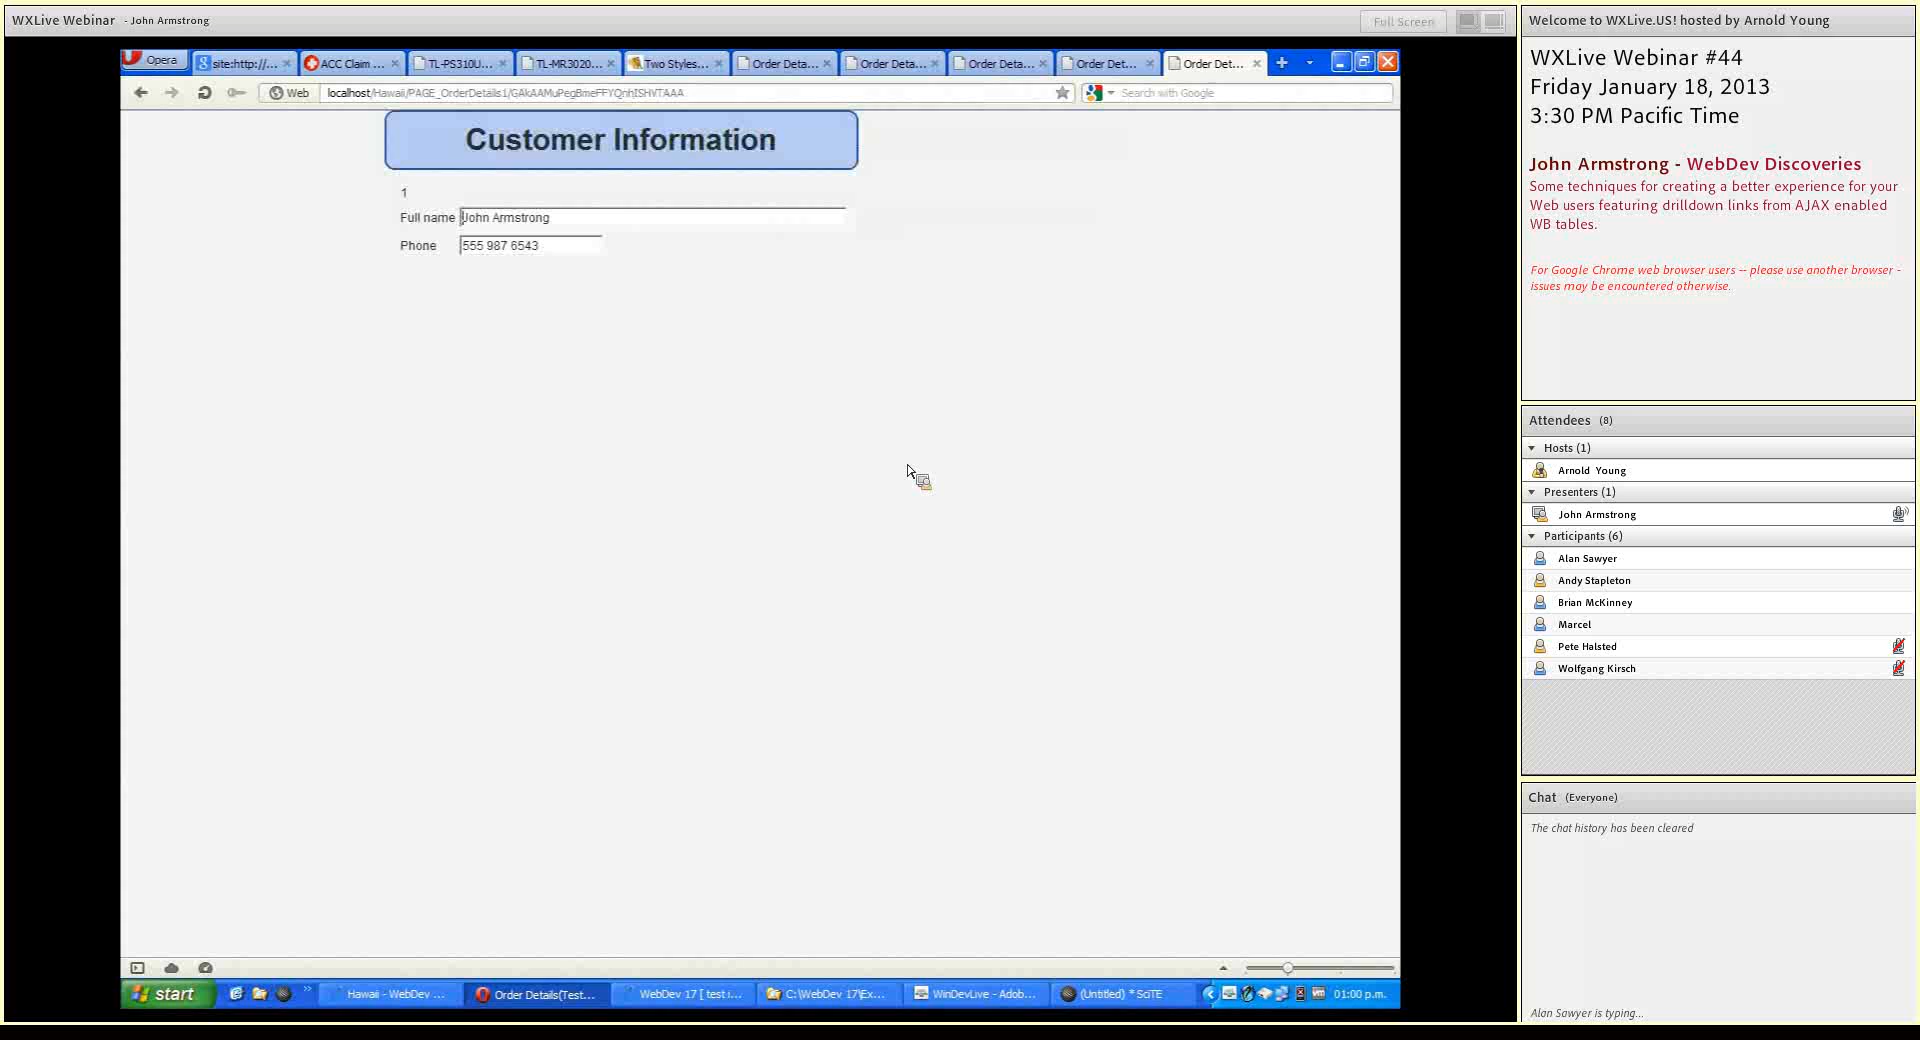 WXLive Webinar - John Armstrong
Full Screen
Opera
site:http://...
ACC Claim ...
TL-PS310U...
TL-MR3020...
Two Styles...
Order Deta...
Order Deta...
Order Deta...
Order Det...
Order Det...
Web
Search with Google
Customer Information
1
Full name John Armstrong
Phone 555 987 6543
start
Hawaii - WebDev ...
Order Details(Test...
WebDev 17 [ test i...
C:\WebDev 17\Ex...
WinDevLive - Adob...
(Untitled) * SciTE
01:00 p.m.
Welcome to WXLive.US! hosted by Arnold Young
WXLive Webinar #44
Friday January 18, 2013
3:30 PM Pacific Time
John Armstrong - WebDev Discoveries
Some techniques for creating a better experience for your
Web users featuring drilldown links from AJAX enabled
WB tables.
For Google Chrome web browser users -- please use another browser -
issues may be encountered otherwise.
Attendees (8)
Hosts (1)
Arnold Young
Presenters (1)
John Armstrong
Participants (6)
Alan Sawyer
Andy Stapleton
Brian McKinney
Marcel
Pete Halsted
Wolfgang Kirsch
Chat (Everyone)
The chat history has been cleared
Alan Sawyer is typing...